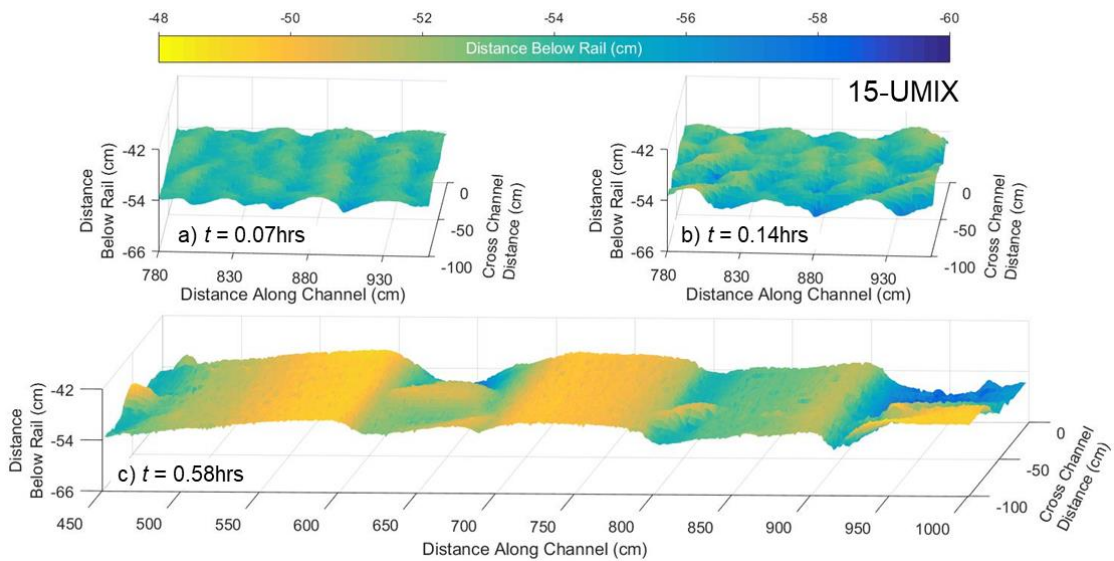 -48 -50 -52 -54 -56 -58 -60
Distance Below Rail (cm)
15-UMIX
Distance
Below Rail (cm)
-42
-54
-66
a) t = 0.07hrs
780 830 880 930
Distance Along Channel (cm)
0
-50
-100
Cross Channel
Distance (cm)
Distance
Below Rail (cm)
-42
-54
-66
b) t = 0.14hrs
780 830 880 930
Distance Along Channel (cm)
0
-50
-100
Cross Channel
Distance (cm)
Distance
Below Rail (cm)
-42
-54
-66
c) t = 0.58hrs
450 500 550 600 650 700 750 800 850 900 950 1000
Distance Along Channel (cm)
0
-50
-100
Cross Channel
Distance (cm)